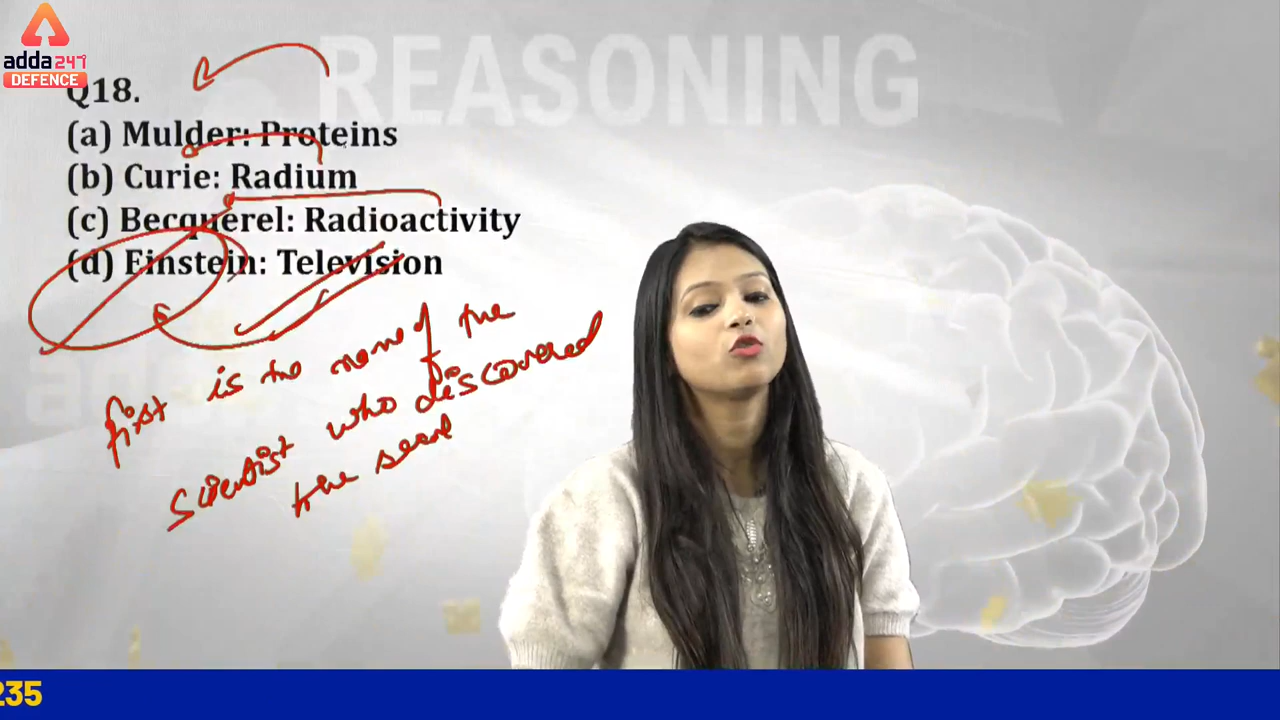 adda247
DEFENCE
REASONING
Q18.
(a) Mulder: Proteins
(b) Curie: Radium
(c) Becquerel: Radioactivity
(d) Einstein: Television
first is the name of the
scientist who discovered
the
235